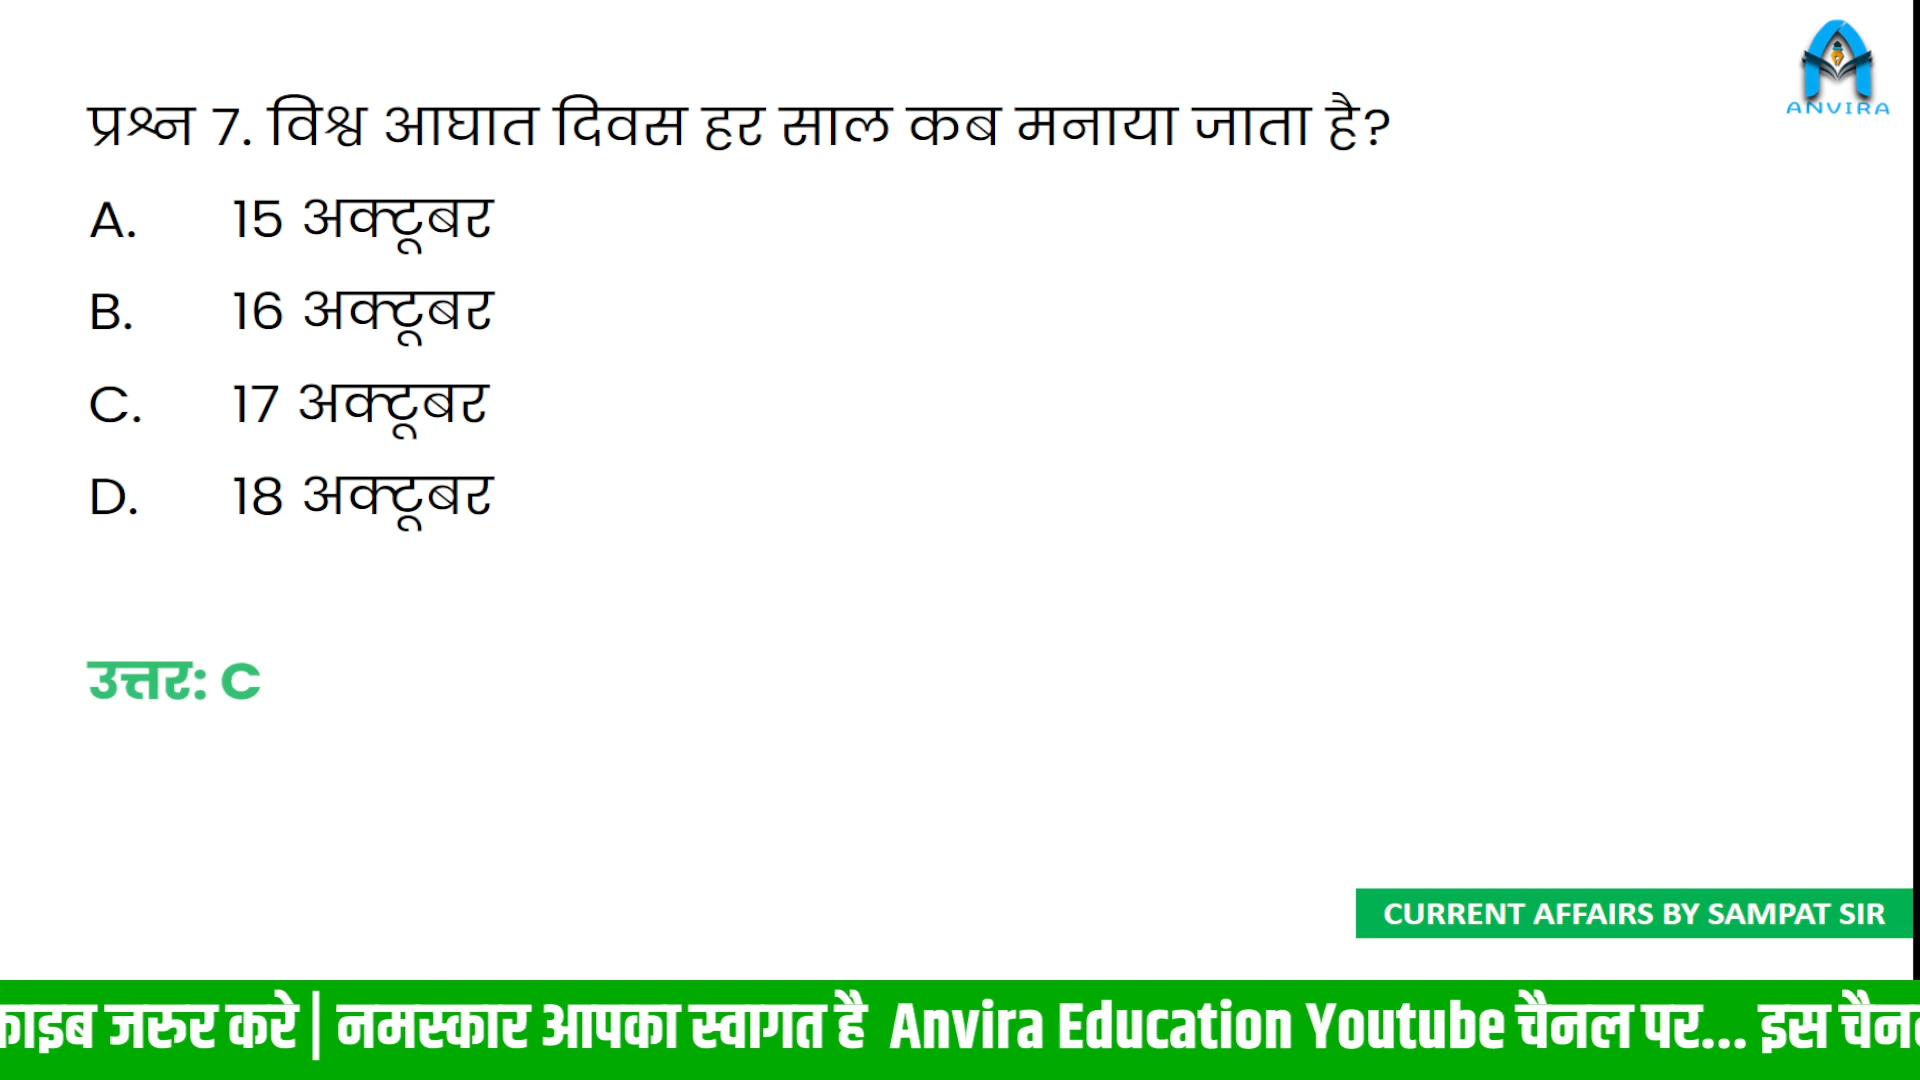 ANVIRA
प्रश्न 7. विश्व आघात दिवस हर साल कब मनाया जाता है?
A. 15 अक्टूबर
B. 16 अक्टूबर
C. 17 अक्टूबर
D. 18 अक्टूबर
उत्तर: C
CURRENT AFFAIRS BY SAMPAT SIR
जरुर करे | नमस्कार आपका स्वागत है Anvira Education Youtube चैनल पर... इस